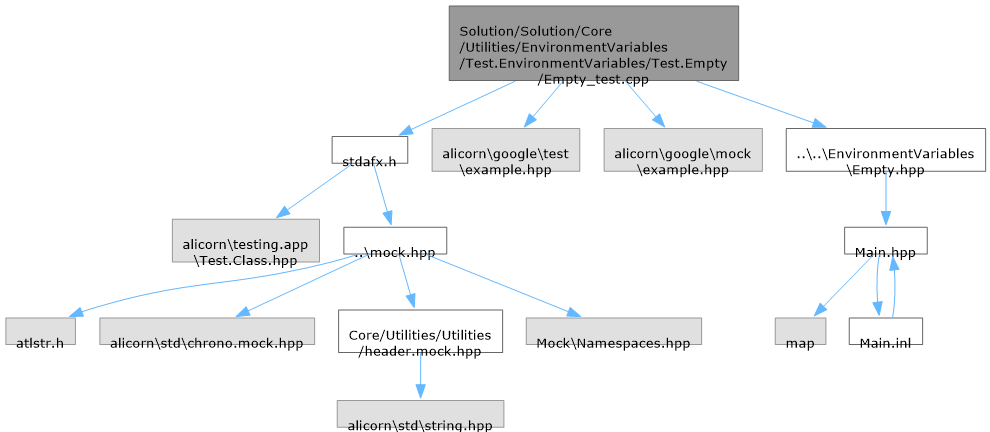 Solution/Solution/Core
/Utilities/EnvironmentVariables
/Test.EnvironmentVariables/Test.Empty
/Empty_test.cpp
stdafx.h
alicorn\google\test
\example.hpp
alicorn\google\mock
\example.hpp
..\..\EnvironmentVariables
\Empty.hpp
alicorn\testing.app
\Test.Class.hpp
..\mock.hpp
Main.hpp
atlstr.h
alicorn\std\chrono.mock.hpp
Core/Utilities/Utilities
/header.mock.hpp
Mock\Namespaces.hpp
map
Main.inl
alicorn\std\string.hpp